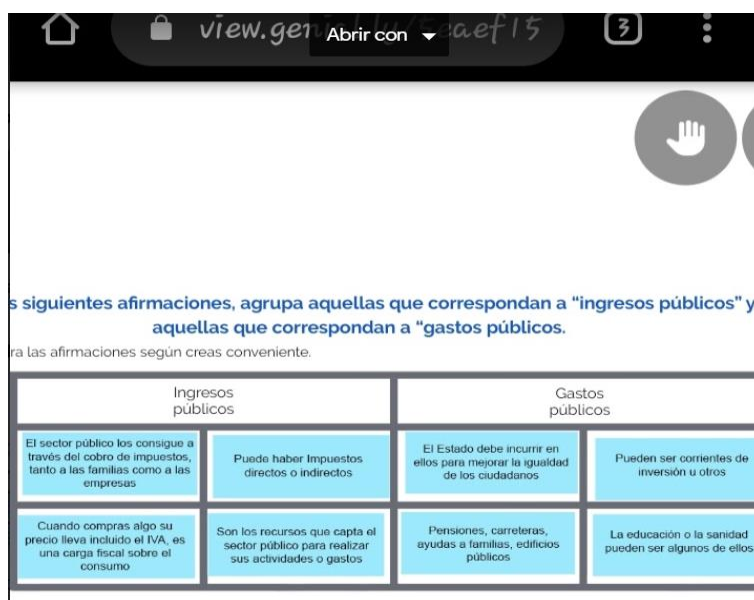 view.gen
Abrir con
eaef15
3
s siguientes afirmaciones, agrupa aquellas que correspondan a “ingresos públicos” y
aquellas que correspondan a “gastos públicos.
ra las afirmaciones según creas conveniente.
Ingresos
públicos
Gastos
públicos
El sector público los consigue a
través del cobro de impuestos,
tanto a las familias como a las
empresas
Puede haber Impuestos
directos o indirectos
El Estado debe incurrir en
ellos para mejorar la igualdad
de los ciudadanos
Pueden ser corrientes de
inversión u otros
Cuando compras algo su
precio lleva incluido el IVA, es
una carga fiscal sobre el
consumo
Son los recursos que capta el
sector público para realizar
sus actividades o gastos
Pensiones, carreteras,
ayudas a familias, edificios
públicos
La educación o la sanidad
pueden ser algunos de ellos